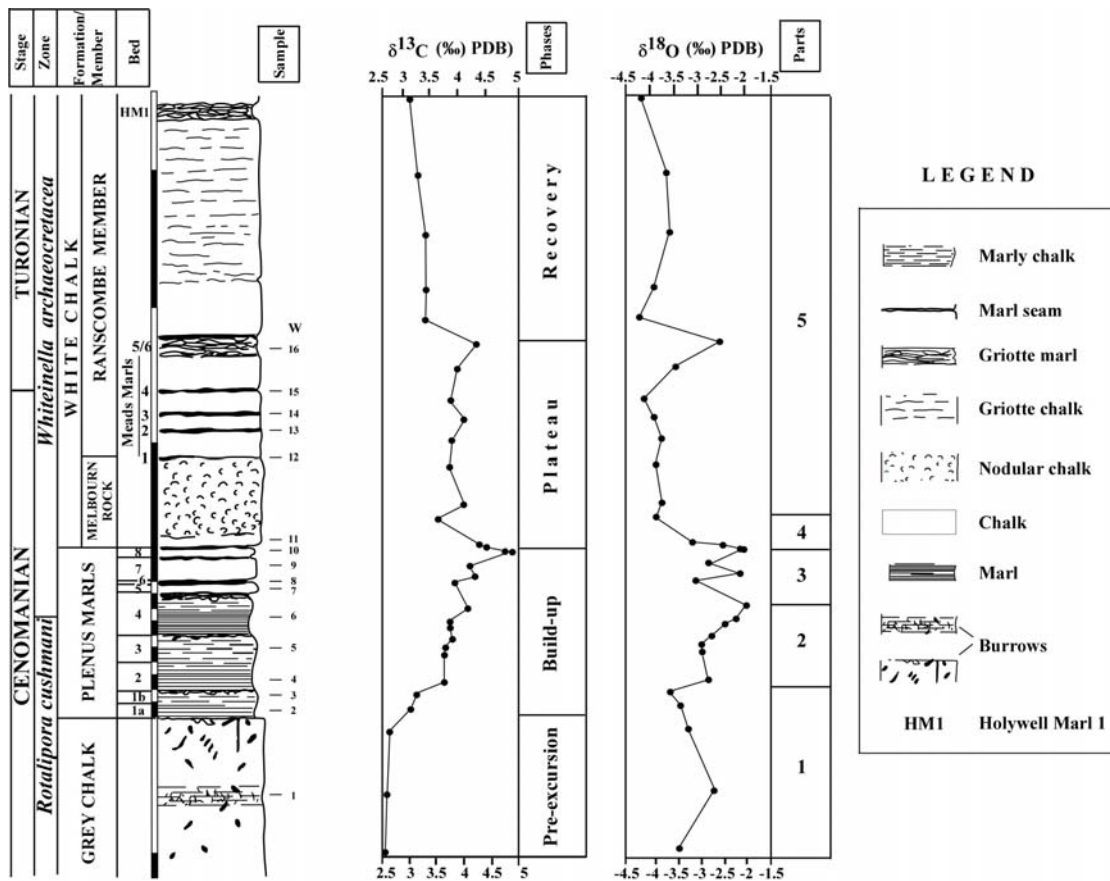 Stage
Zone
Formation/
Member
Bed
Sample
δ13C (‰) PDB
2.5 3 3.5 4 4.5 5
Phases
δ18O (‰) PDB
-4.5 -4 -3.5 -3 -2.5 -2 -1.5
Parts
TURONIAN
CENOMANIAN
Whiteinella archaeocretacea
Rotalipora cushmani
WHITE CHALK
RANSCOMBE MEMBER
MELBOURN
ROCK
PLENUS MARLS
GREY CHALK
HM1
5/6
Meads Marls
4
3
2
1
8
7
6
5
4
3
2
1b
1a
W
16
15
14
13
12
11
10
9
8
7
6
5
4
3
2
1
Recovery
Plateau
Build-up
Pre-excursion
5
4
3
2
1
2.5 3 3.5 4 4.5 5
-4.5 -4 -3.5 -3 -2.5 -2 -1.5
LEGEND
Marly chalk
Marl seam
Griotte marl
Griotte chalk
Nodular chalk
Chalk
Marl
Burrows
HM1 Holywell Marl 1